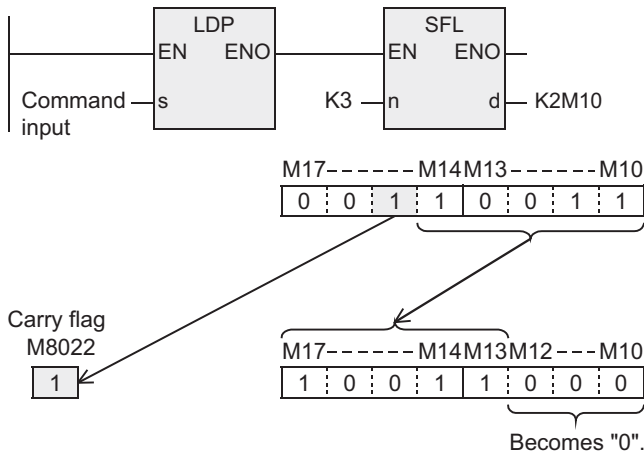 LDP
SFL
EN ENO
EN ENO
Command input
s
K3
n
d
K2M10
M17 M14 M13 M10
0 0 1 1 0 0 1 1
Carry flag
M8022
1
M17 M14 M13 M12 M10
1 0 0 1 1 0 0 0
Becomes "0".